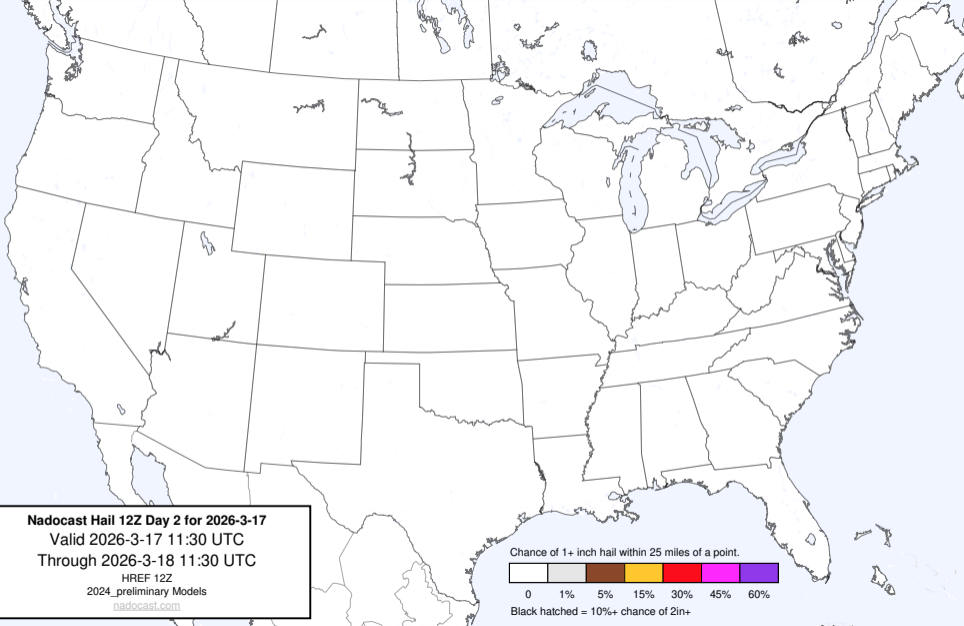 Nadocast Hail 12Z Day 2 for 2026-3-17
Valid 2026-3-17 11:30 UTC
Through 2026-3-18 11:30 UTC
HREF 12Z
2024_preliminary Models
nadocast.com
Chance of 1+ inch hail within 25 miles of a point.
0 1% 5% 15% 30% 45% 60%
Black hatched = 10%+ chance of 2in+